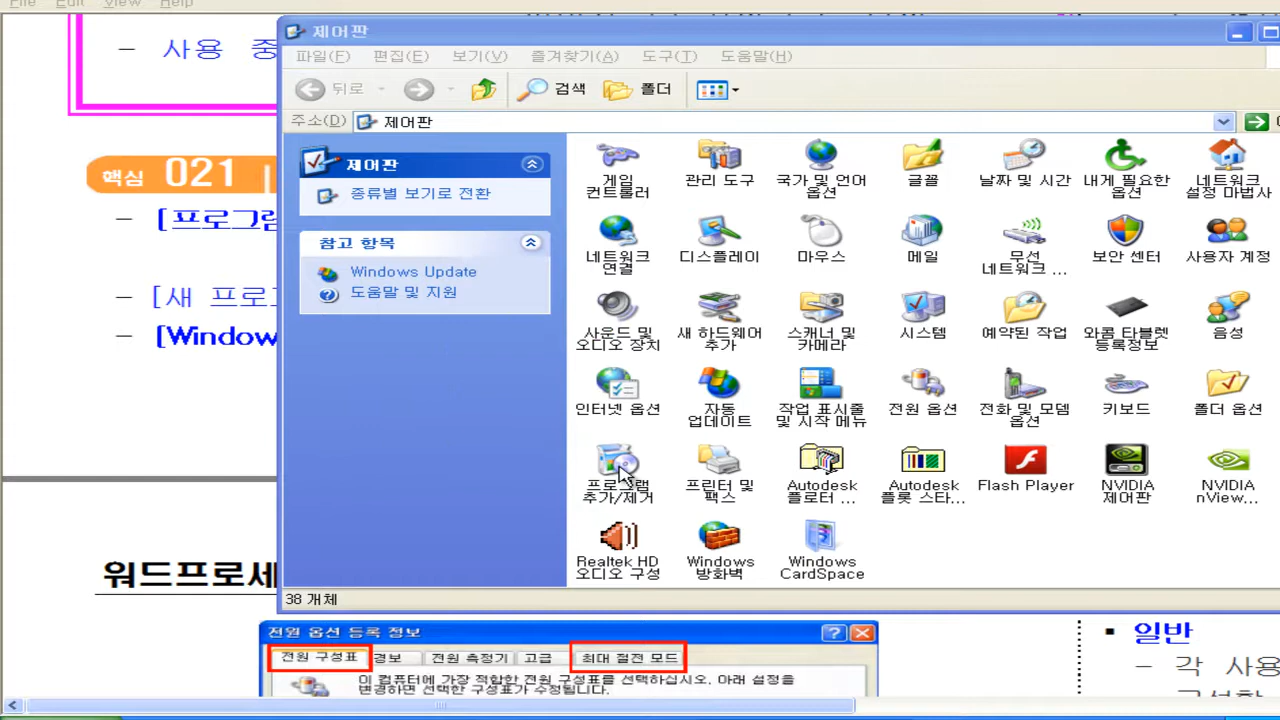 File Edit View Help
제어판
파일(F) 편집(E) 보기(V) 즐겨찾기(A) 도구(T) 도움말(H)
뒤로 검색 폴더
주소(D) 제어판
- 사용 중
핵심 021
- [프로그램
- [새 프로그
- [Window
워드프로세
제어판
종류별 보기로 전환
참고 항목
Windows Update
도움말 및 지원
게임
컨트롤러
관리 도구
국가 및 언어
옵션
글꼴
날짜 및 시간
내게 필요한
옵션
네트워크
설정 마법사
네트워크
연결
디스플레이
마우스
메일
무선
네트워크 ...
보안 센터
사용자 계정
사운드 및
오디오 장치
새 하드웨어
추가
스캐너 및
카메라
시스템
예약된 작업
와콤 타블렛
등록정보
음성
인터넷 옵션
자동
업데이트
작업 표시줄
및 시작 메뉴
전원 옵션
전화 및 모뎀
옵션
키보드
폴더 옵션
프로그램
추가/제거
프린터 및
팩스
Autodesk
플로터 ...
Autodesk
플롯 스타...
Flash Player
NVIDIA
제어판
NVIDIA
nView...
Realtek HD
오디오 구성
Windows
방화벽
Windows
CardSpace
38 개체
전원 옵션 등록 정보
전원 구성표 경보 전원 측정기 고급 최대 절전 모드
이 컴퓨터에 가장 적합한 전원 구성표를 선택하십시오. 아래 설정을
변경하면 선택한 구성표가 수정됩니다.
▪ 일반
- 각 사용